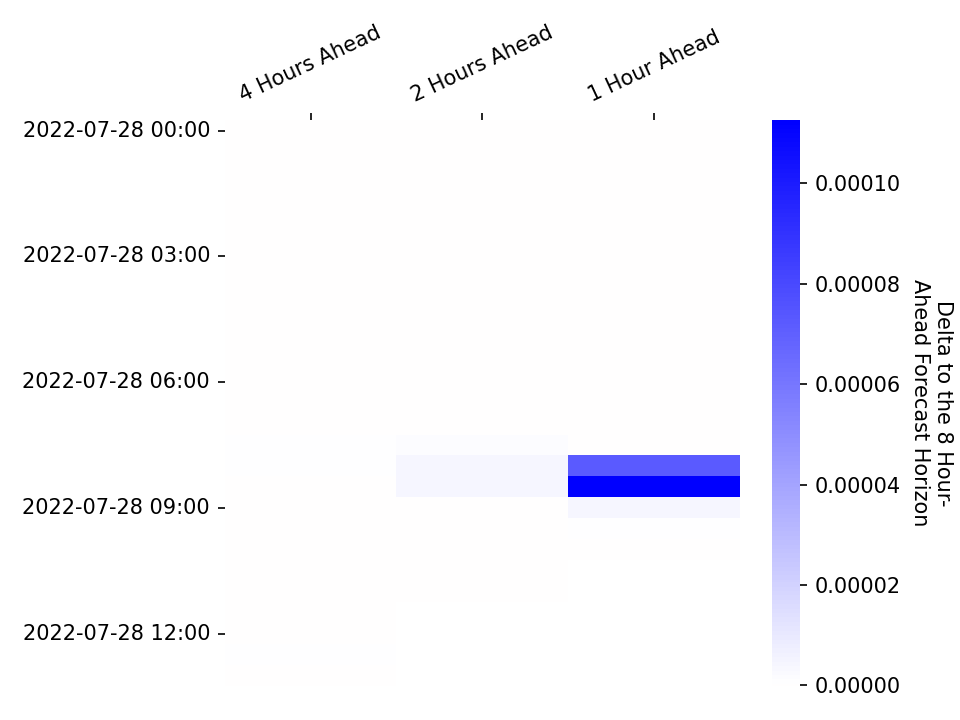 4 Hours Ahead
2 Hours Ahead
1 Hour Ahead
2022-07-28 00:00
2022-07-28 03:00
2022-07-28 06:00
2022-07-28 09:00
2022-07-28 12:00
0.00010
0.00008
0.00006
0.00004
0.00002
0.00000
Delta to the 8 Hour-
Ahead Forecast Horizon